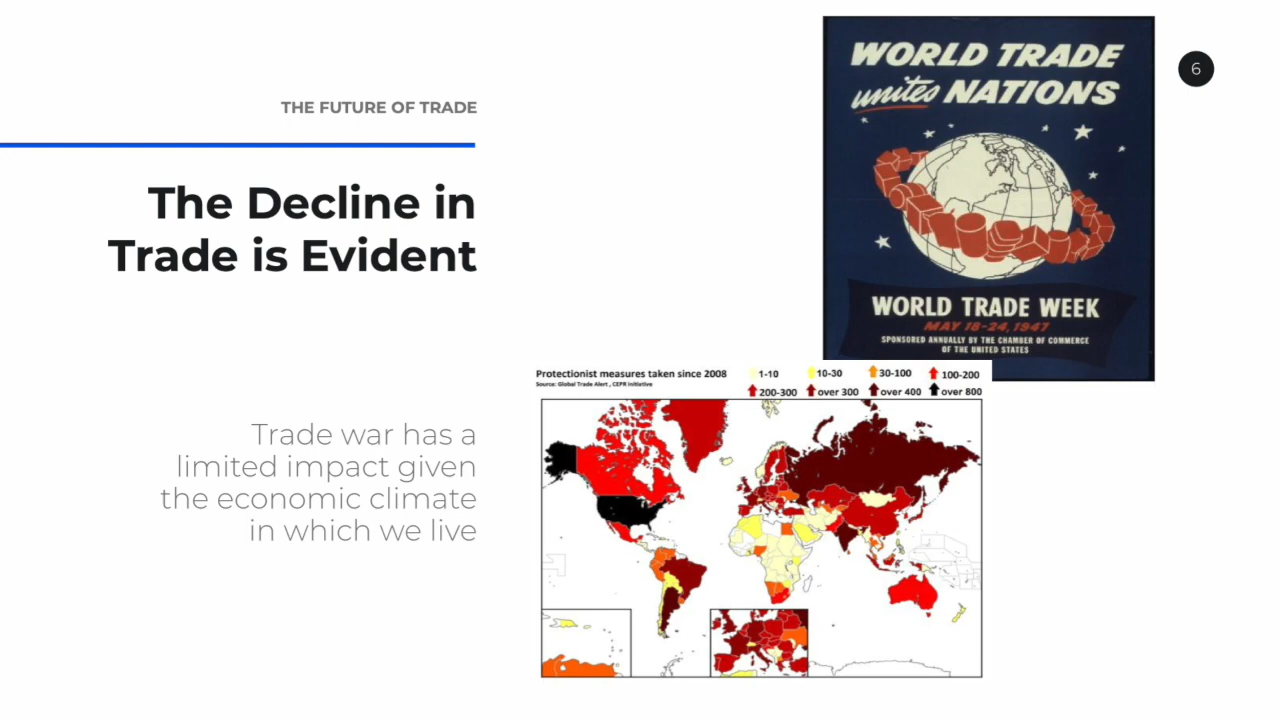 6
THE FUTURE OF TRADE
The Decline in
Trade is Evident
Trade war has a
limited impact given
the economic climate
in which we live
WORLD TRADE
unites NATIONS
WORLD TRADE WEEK
MAY 18-24, 1947
SPONSORED ANNUALLY BY THE CHAMBER OF COMMERCE
OF THE UNITED STATES
Protectionist measures taken since 2008
Source: Global Trade Alert , CEPR Initiative
1-10 10-30 30-100 100-200
200-300 over 300 over 400 over 800